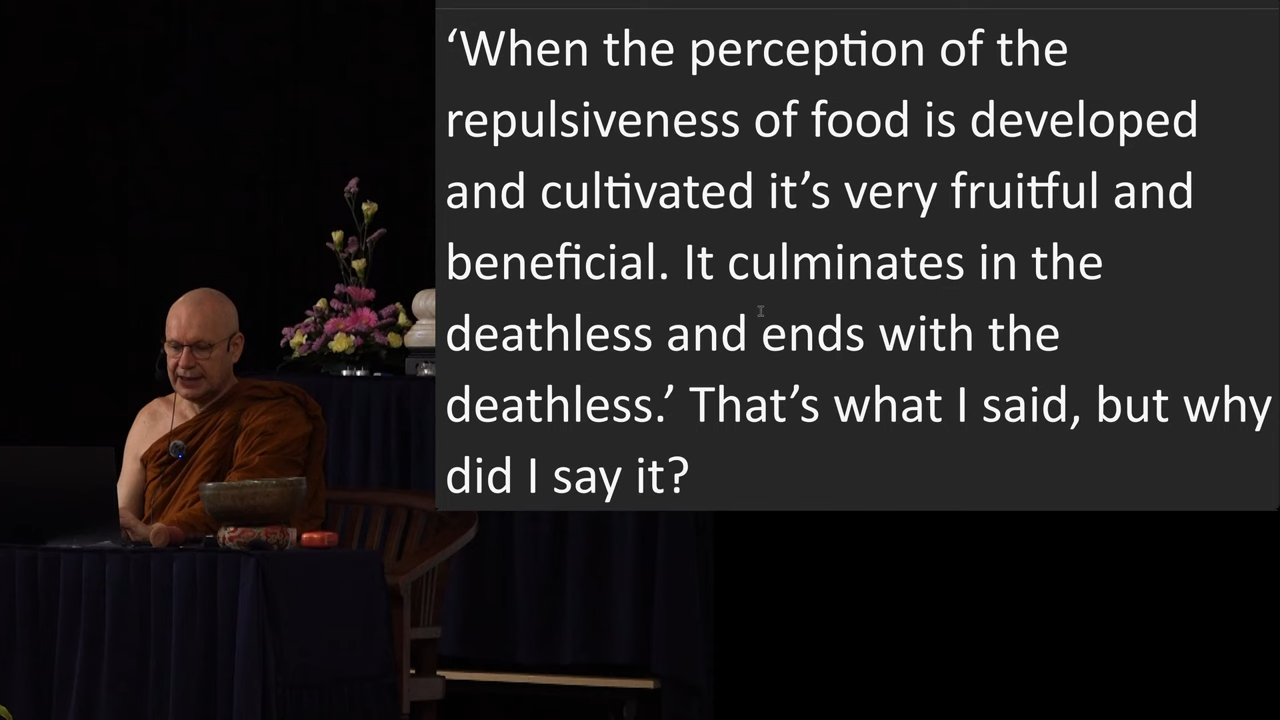 ‘When the perception of the
repulsiveness of food is developed
and cultivated it’s very fruitful and
beneficial. It culminates in the
deathless and ends with the
deathless.’ That’s what I said, but why
did I say it?